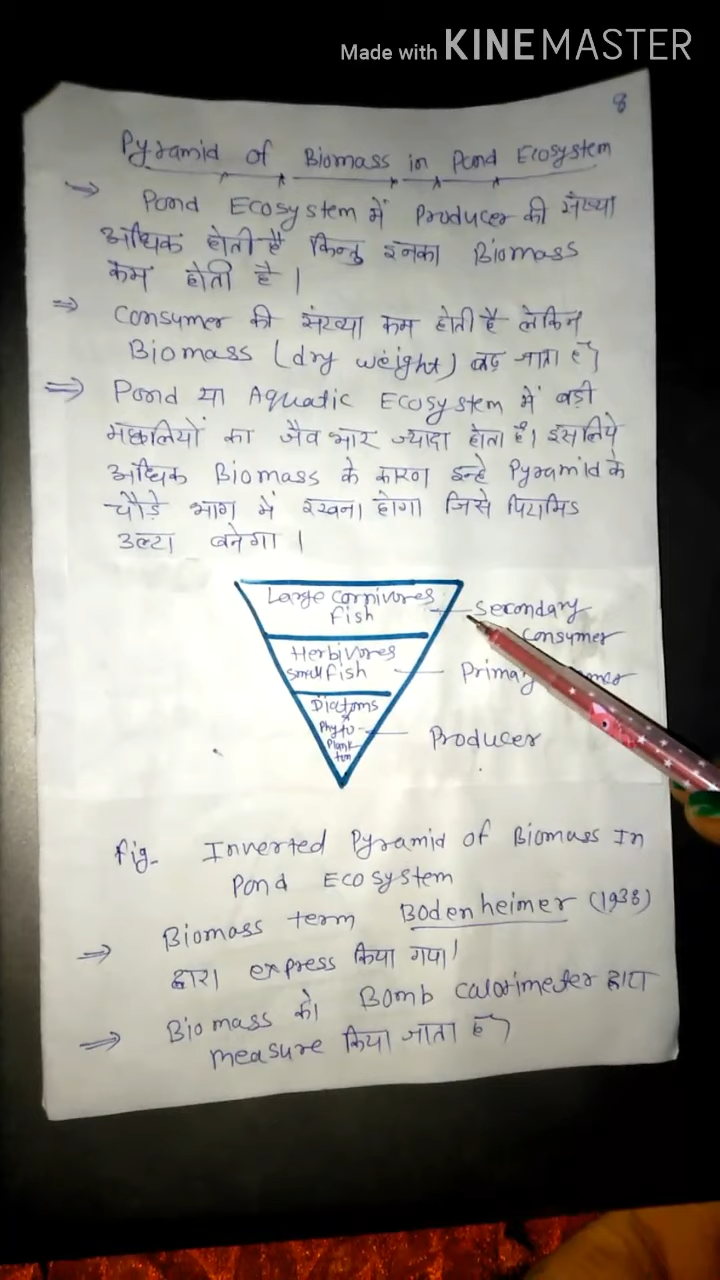 Made with KINEMASTER
8
Pyramid of Biomass in Pond Ecosystem
⇒ Pond Ecosystem में Producer की संख्या
अधिक होती है किन्तु इनका Biomass
कम होती है।
⇒ Consumer की संख्या कम होती है लेकिन
Biomass (dry weight) बढ़ जाता है
⇒ Pond या Aquatic Ecosystem में बड़ी
मछलियों का जैव भार ज्यादा होता है। इसलिये
अधिक Biomass के कारण इन्हे Pyramid के
चौड़े भाग में रखना होगा जिसे पिरामिड
उल्टा बनेगा।
Large Cornivores
fish
Secondary
consumer
Herbivores
small fish
Primary
Diatoms
Phyto
Plank
ton
Producer
fig- Inverted Pyramid of Biomass In
Pond Ecosystem
⇒ Biomass term Bodenheimer (1938)
द्वारा express किया गया।
⇒ Biomass को Bomb calorimeter द्वारा
measure किया जाता है